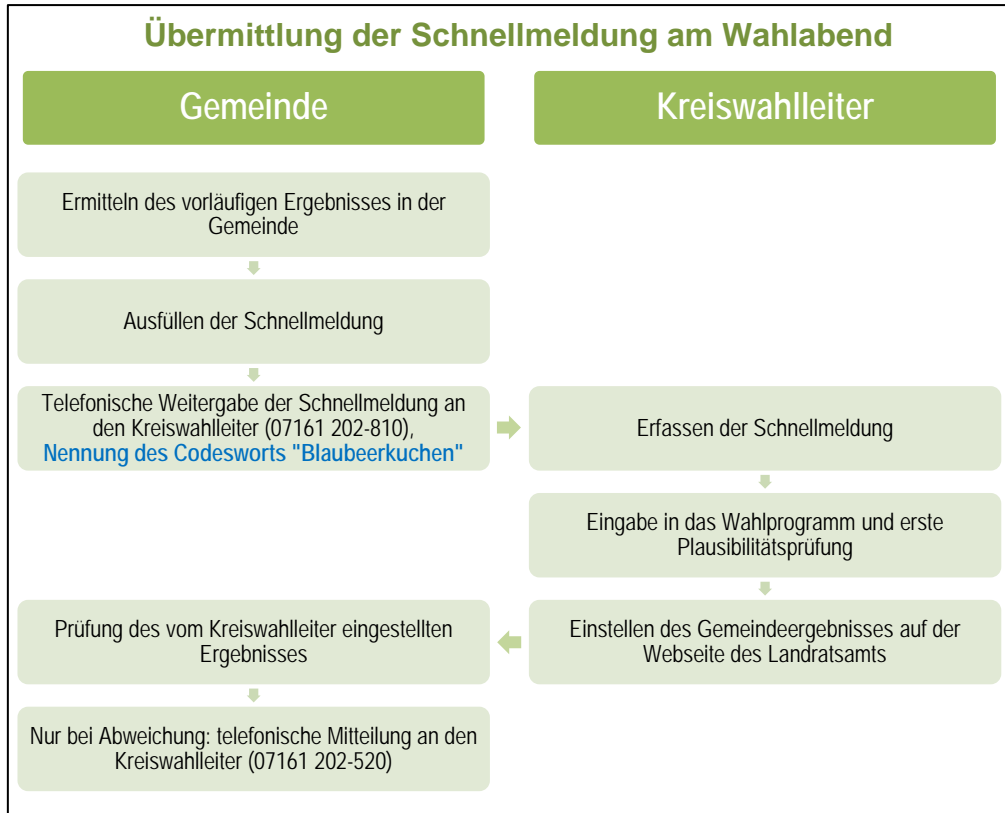 Übermittlung der Schnellmeldung am Wahlabend
Gemeinde
Kreiswahlleiter
Ermitteln des vorläufigen Ergebnisses in der
Gemeinde
Ausfüllen der Schnellmeldung
Telefonische Weitergabe der Schnellmeldung an
den Kreiswahlleiter (07161 202-810),
Nennung des Codesworts "Blaubeerkuchen"
Erfassen der Schnellmeldung
Eingabe in das Wahlprogramm und erste
Plausibilitätsprüfung
Einstellen des Gemeindeergebnisses auf der
Webseite des Landratsamts
Prüfung des vom Kreiswahlleiter eingestellten
Ergebnisses
Nur bei Abweichung: telefonische Mitteilung an den
Kreiswahlleiter (07161 202-520)